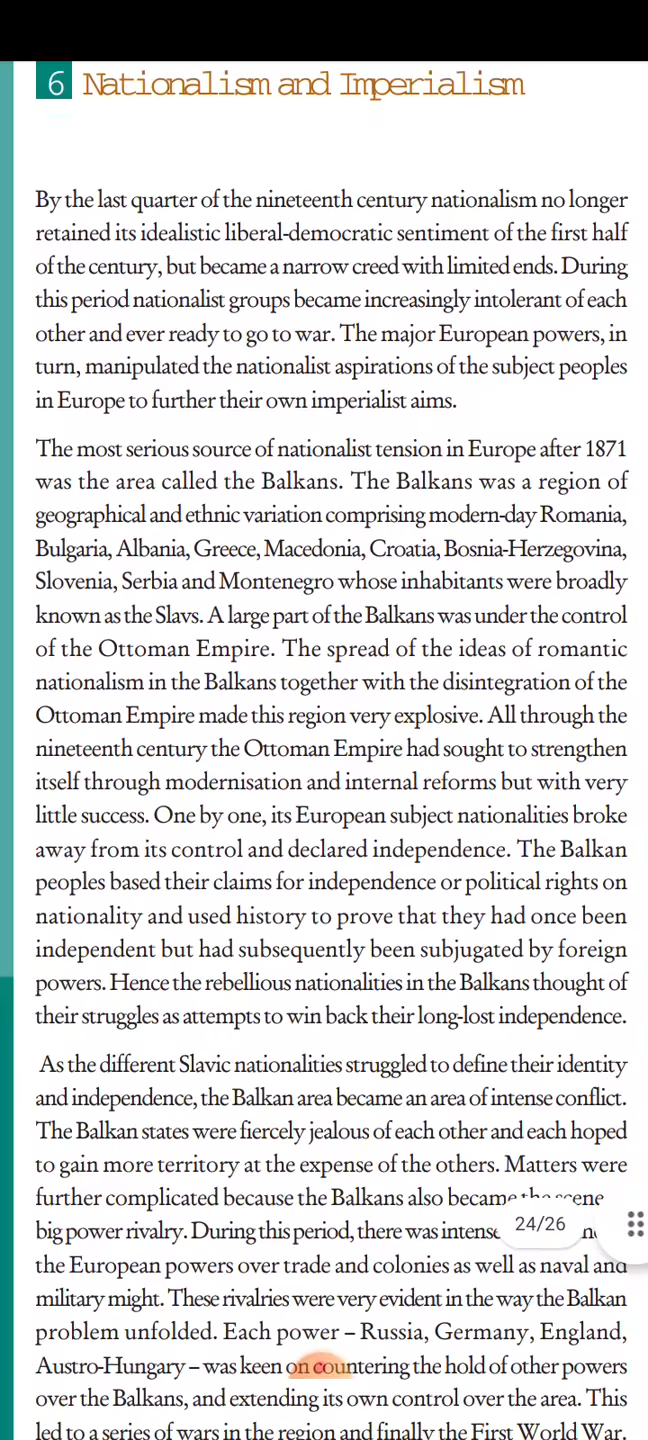 6 Nationalism and Imperialism
By the last quarter of the nineteenth century nationalism no longer
retained its idealistic liberal-democratic sentiment of the first half
of the century, but became a narrow creed with limited ends. During
this period nationalist groups became increasingly intolerant of each
other and ever ready to go to war. The major European powers, in
turn, manipulated the nationalist aspirations of the subject peoples
in Europe to further their own imperialist aims.
The most serious source of nationalist tension in Europe after 1871
was the area called the Balkans. The Balkans was a region of
geographical and ethnic variation comprising modern-day Romania,
Bulgaria, Albania, Greece, Macedonia, Croatia, Bosnia-Herzegovina,
Slovenia, Serbia and Montenegro whose inhabitants were broadly
known as the Slavs. A large part of the Balkans was under the control
of the Ottoman Empire. The spread of the ideas of romantic
nationalism in the Balkans together with the disintegration of the
Ottoman Empire made this region very explosive. All through the
nineteenth century the Ottoman Empire had sought to strengthen
itself through modernisation and internal reforms but with very
little success. One by one, its European subject nationalities broke
away from its control and declared independence. The Balkan
peoples based their claims for independence or political rights on
nationality and used history to prove that they had once been
independent but had subsequently been subjugated by foreign
powers. Hence the rebellious nationalities in the Balkans thought of
their struggles as attempts to win back their long-lost independence.
As the different Slavic nationalities struggled to define their identity
and independence, the Balkan area became an area of intense conflict.
The Balkan states were fiercely jealous of each other and each hoped
to gain more territory at the expense of the others. Matters were
further complicated because the Balkans also became the scene
big power rivalry. During this period, there was intense
24/26
the European powers over trade and colonies as well as naval and
military might. These rivalries were very evident in the way the Balkan
problem unfolded. Each power – Russia, Germany, England,
Austro-Hungary – was keen on countering the hold of other powers
over the Balkans, and extending its own control over the area. This
led to a series of wars in the region and finally the First World War.